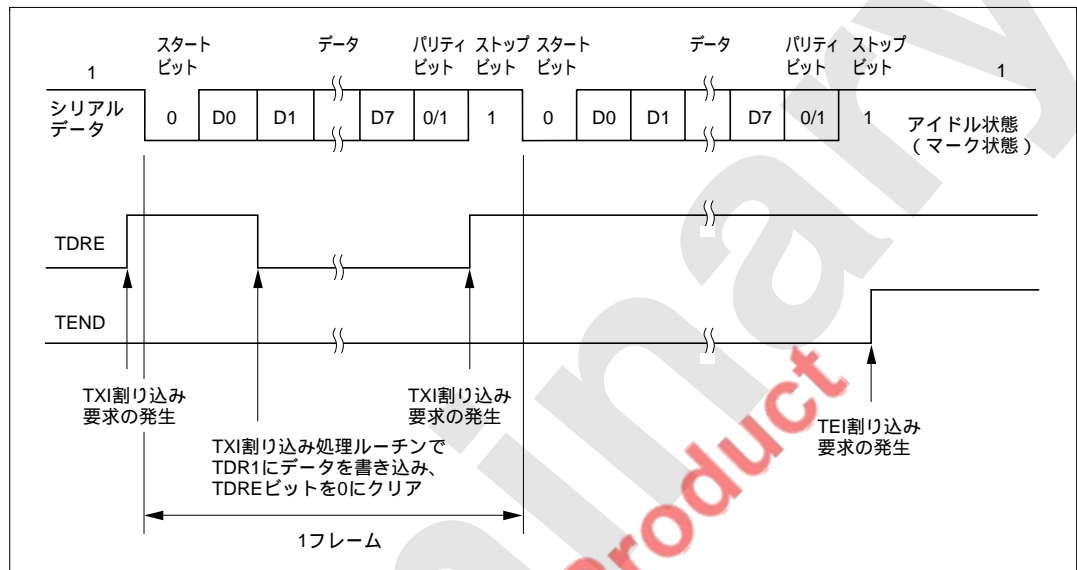 スタート
ビット
データ
パリティ
ビット
ストップ
ビット
スタート
ビット
データ
パリティ
ビット
ストップ
ビット
1
1
シリアル
データ
0 D0 D1 D7 0/1 1 0 D0 D1 D7 0/1 1
アイドル状態
(マーク状態)
TDRE
TEND
TXI割り込み
要求の発生
TXI割り込み
要求の発生
TEI割り込み
要求の発生
TXI割り込み処理ルーチンで
TDR1にデータを書き込み、
TDREビットを0にクリア
1フレーム
inary
Product